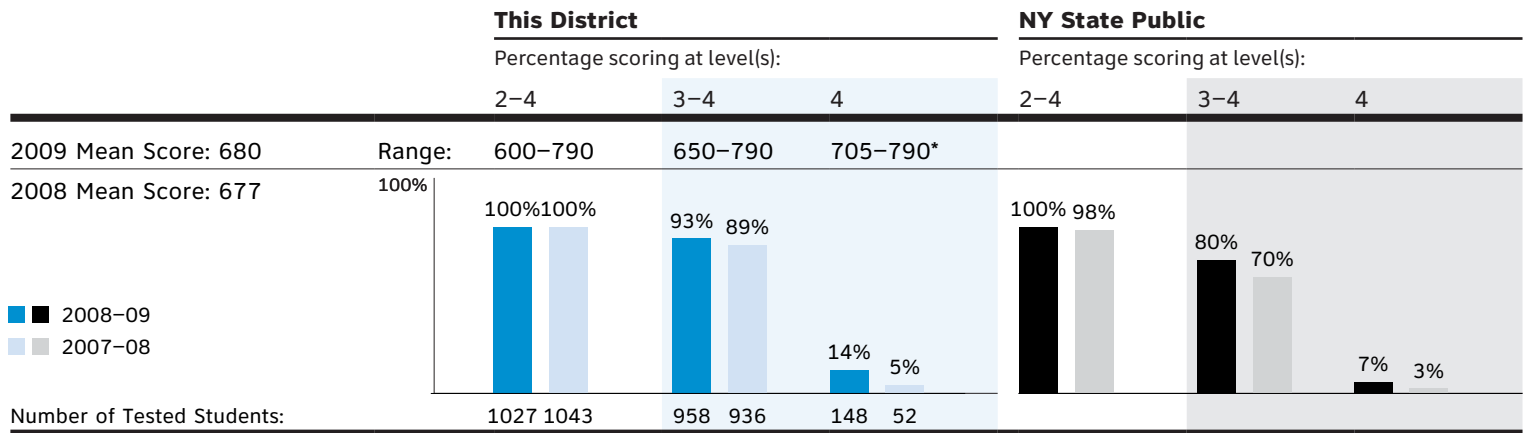 This District NY State Public
Percentage scoring at level(s): Percentage scoring at level(s):
2–4 3–4 4 2–4 3–4 4
2009 Mean Score: 680 Range: 600–790 650–790 705–790*
2008 Mean Score: 677 100%
100%100% 93% 89% 14% 5% 100% 98% 80% 70% 7% 3%
2008–09
2007–08
Number of Tested Students: 1027 1043 958 936 148 52